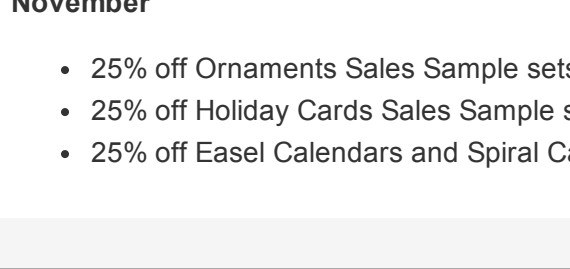 November
• 25% off Ornaments Sales Sample sets
• 25% off Holiday Cards Sales Sample
• 25% off Easel Calendars and Spiral